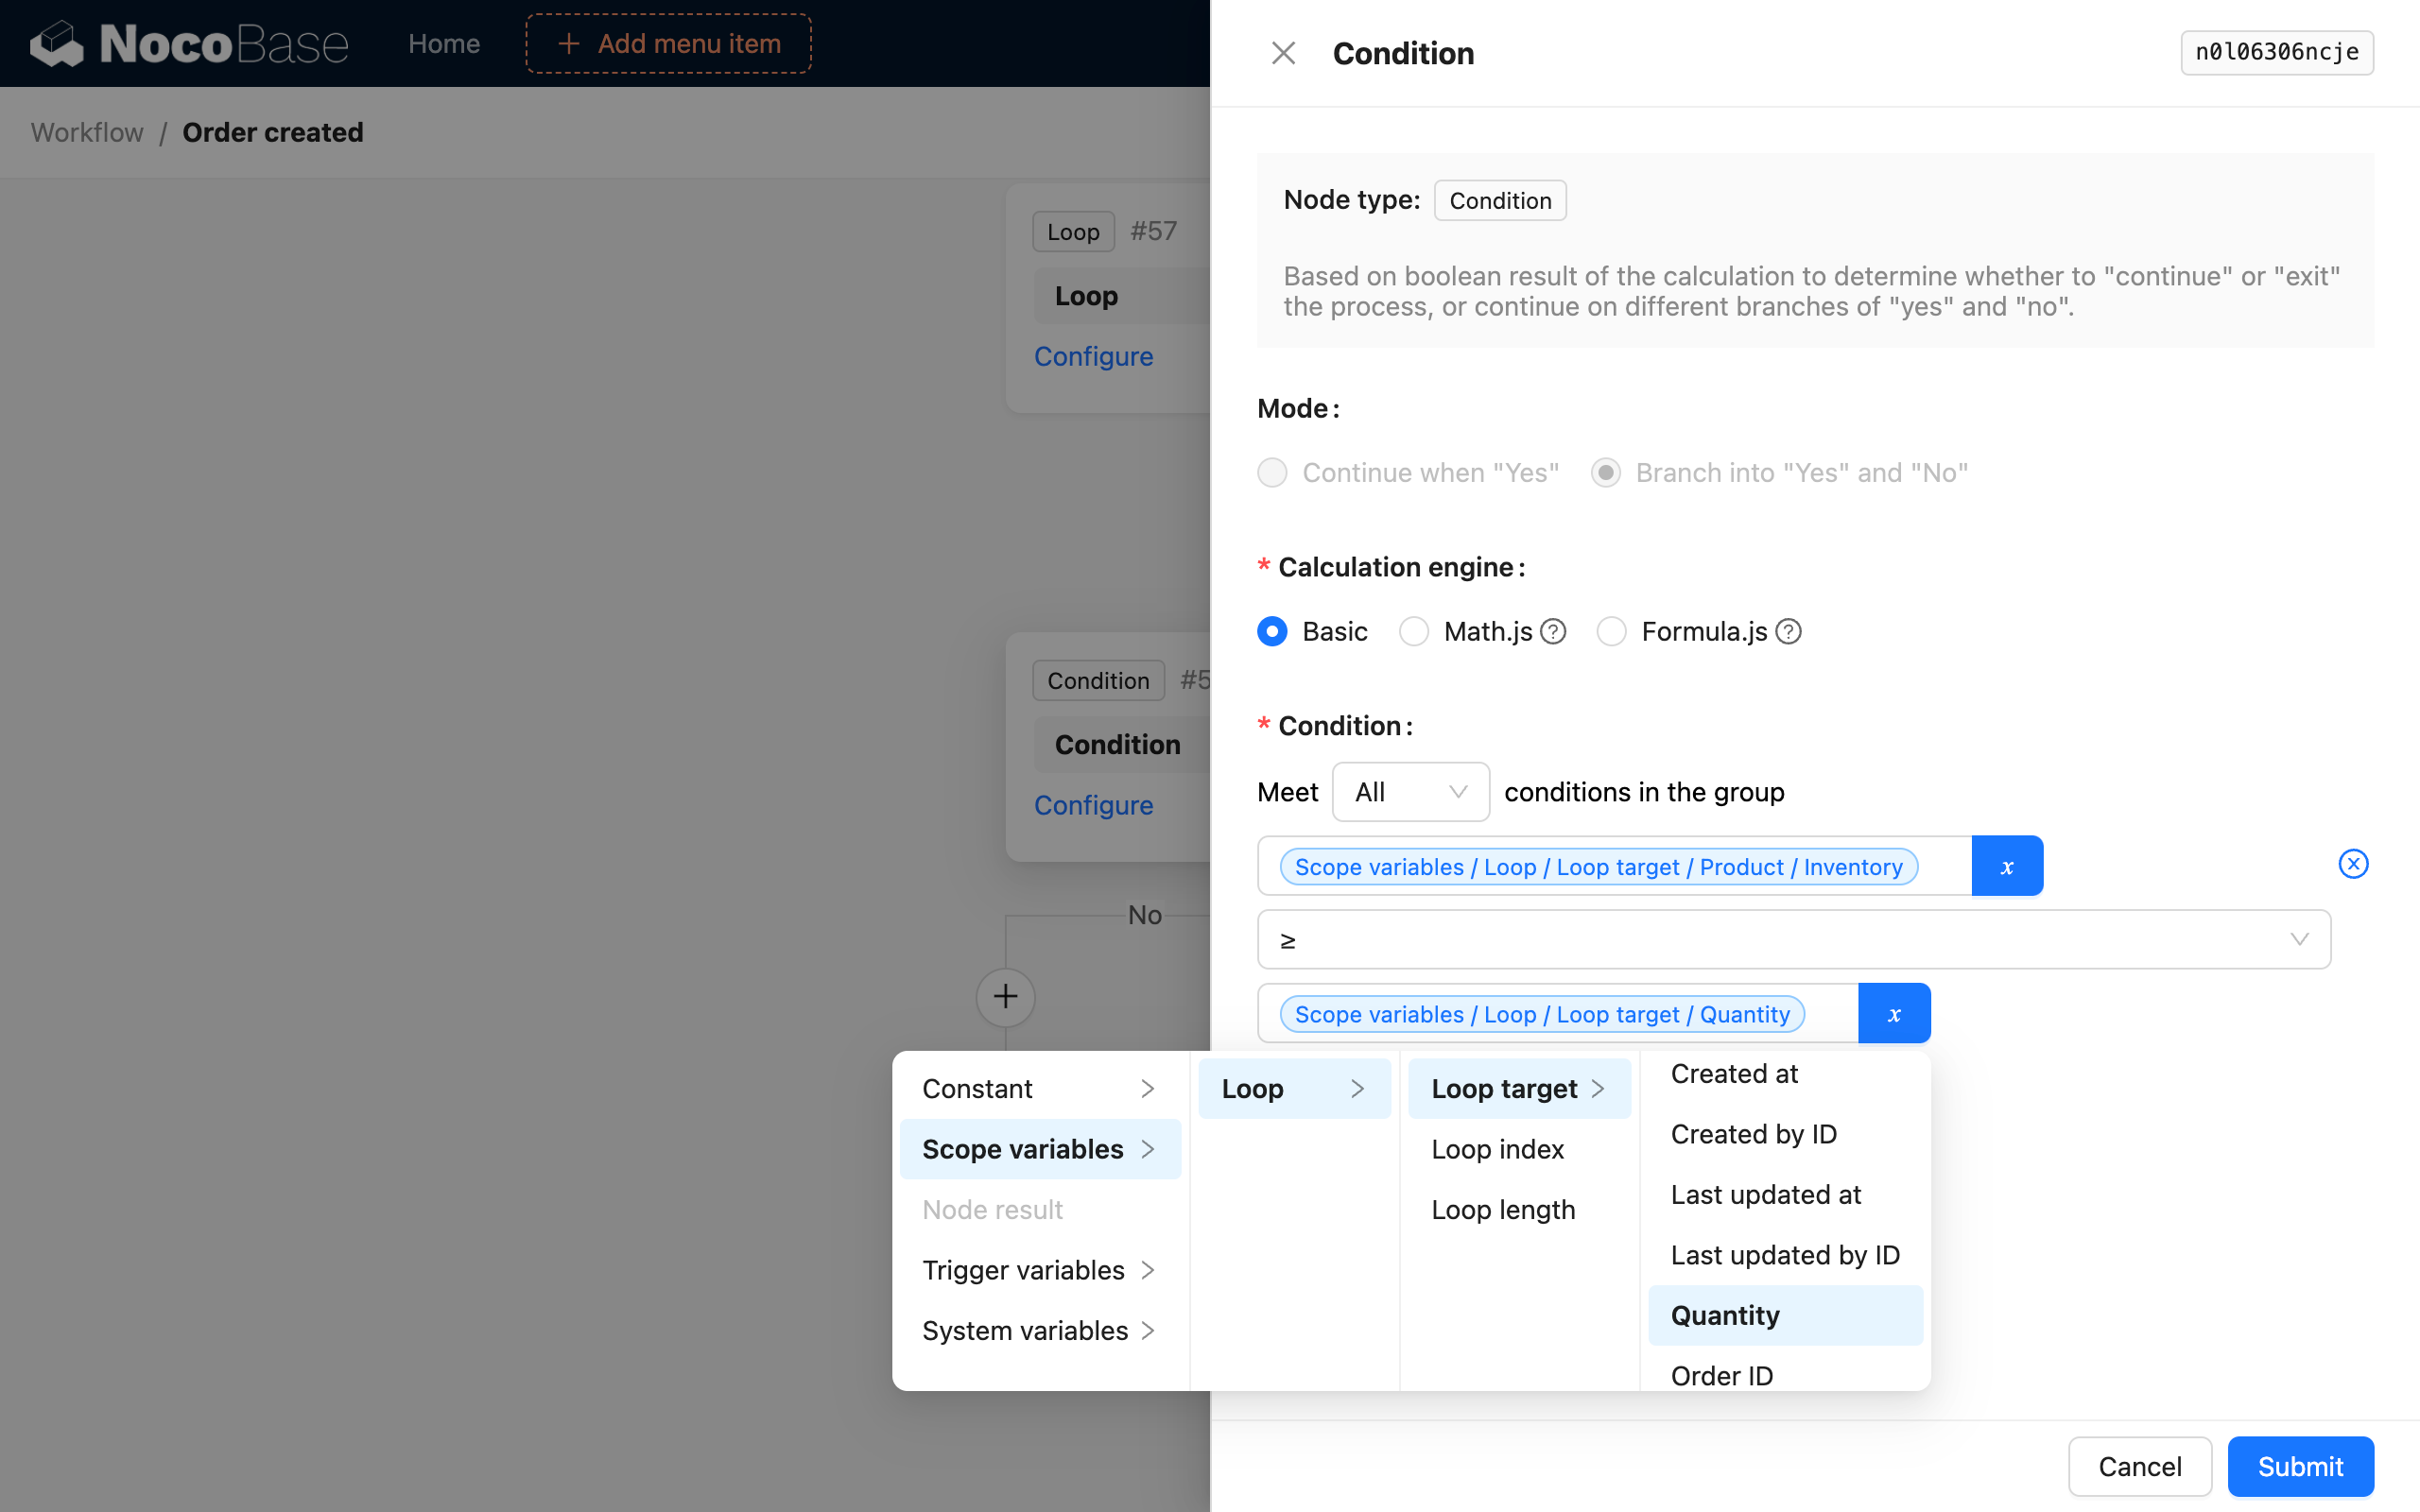 NocoBase
Home
Add menu item
Workflow / Order created
Loop #57
Loop
Configure
Condition #5
Condition
Configure
No
Condition
n0l06306ncje
Node type: Condition
Based on boolean result of the calculation to determine whether to "continue" or "exit"
the process, or continue on different branches of "yes" and "no".
Mode:
Continue when "Yes" Branch into "Yes" and "No"
* Calculation engine:
Basic Math.js Formula.js
* Condition:
Meet All conditions in the group
Scope variables / Loop / Loop target / Product / Inventory x
≥
Scope variables / Loop / Loop target / Quantity x
Constant
Scope variables
Node result
Trigger variables
System variables
Loop
Loop target
Loop index
Loop length
Created at
Created by ID
Last updated at
Last updated by ID
Quantity
Order ID
Cancel Submit